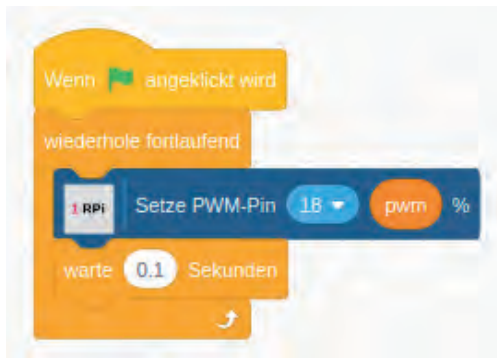 Wenn angeklickt wird
wiederhole fortlaufend
1 RPi Setze PWM-Pin 18 pwm %
warte 0.1 Sekunden